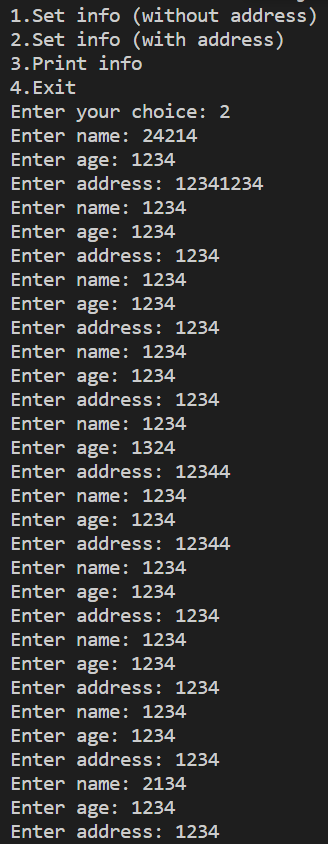 1.Set info (without address)
2.Set info (with address)
3.Print info
4.Exit
Enter your choice: 2
Enter name: 24214
Enter age: 1234
Enter address: 12341234
Enter name: 1234
Enter age: 1234
Enter address: 1234
Enter name: 1234
Enter age: 1234
Enter address: 1234
Enter name: 1234
Enter age: 1234
Enter address: 1234
Enter name: 1234
Enter age: 1324
Enter address: 12344
Enter name: 1234
Enter age: 1234
Enter address: 12344
Enter name: 1234
Enter age: 1234
Enter address: 1234
Enter name: 1234
Enter age: 1234
Enter address: 1234
Enter name: 1234
Enter age: 1234
Enter address: 1234
Enter name: 2134
Enter age: 1234
Enter address: 1234